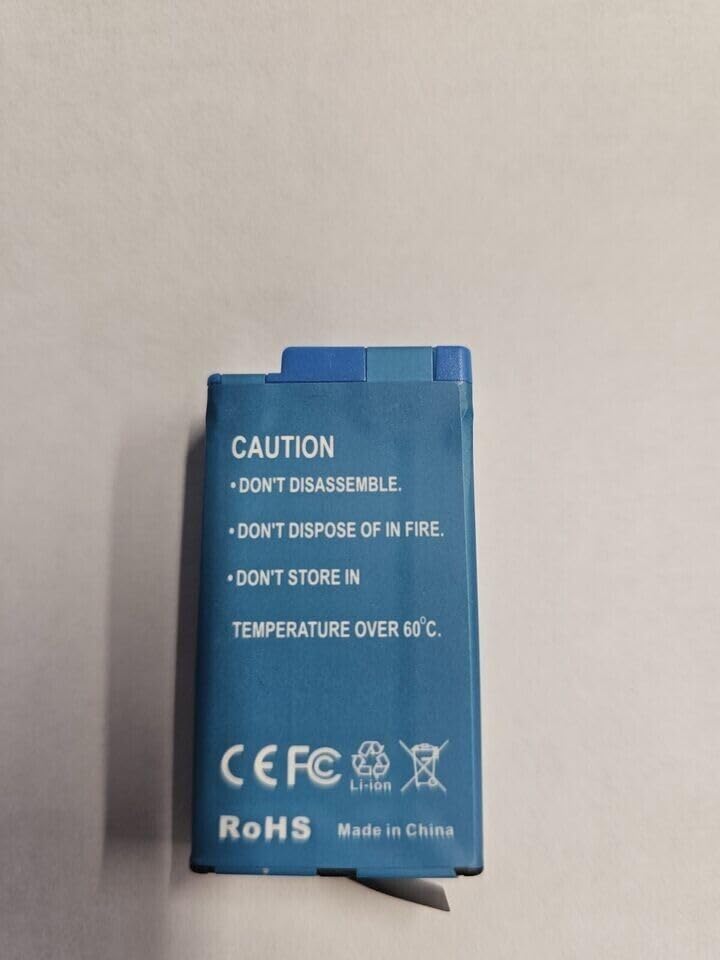 CAUTION
• DON'T DISASSEMBLE.
• DON'T DISPOSE OF IN FIRE.
• DON'T STORE IN
TEMPERATURE OVER 60°C.
CE FC
Li-ion
RoHS Made in China